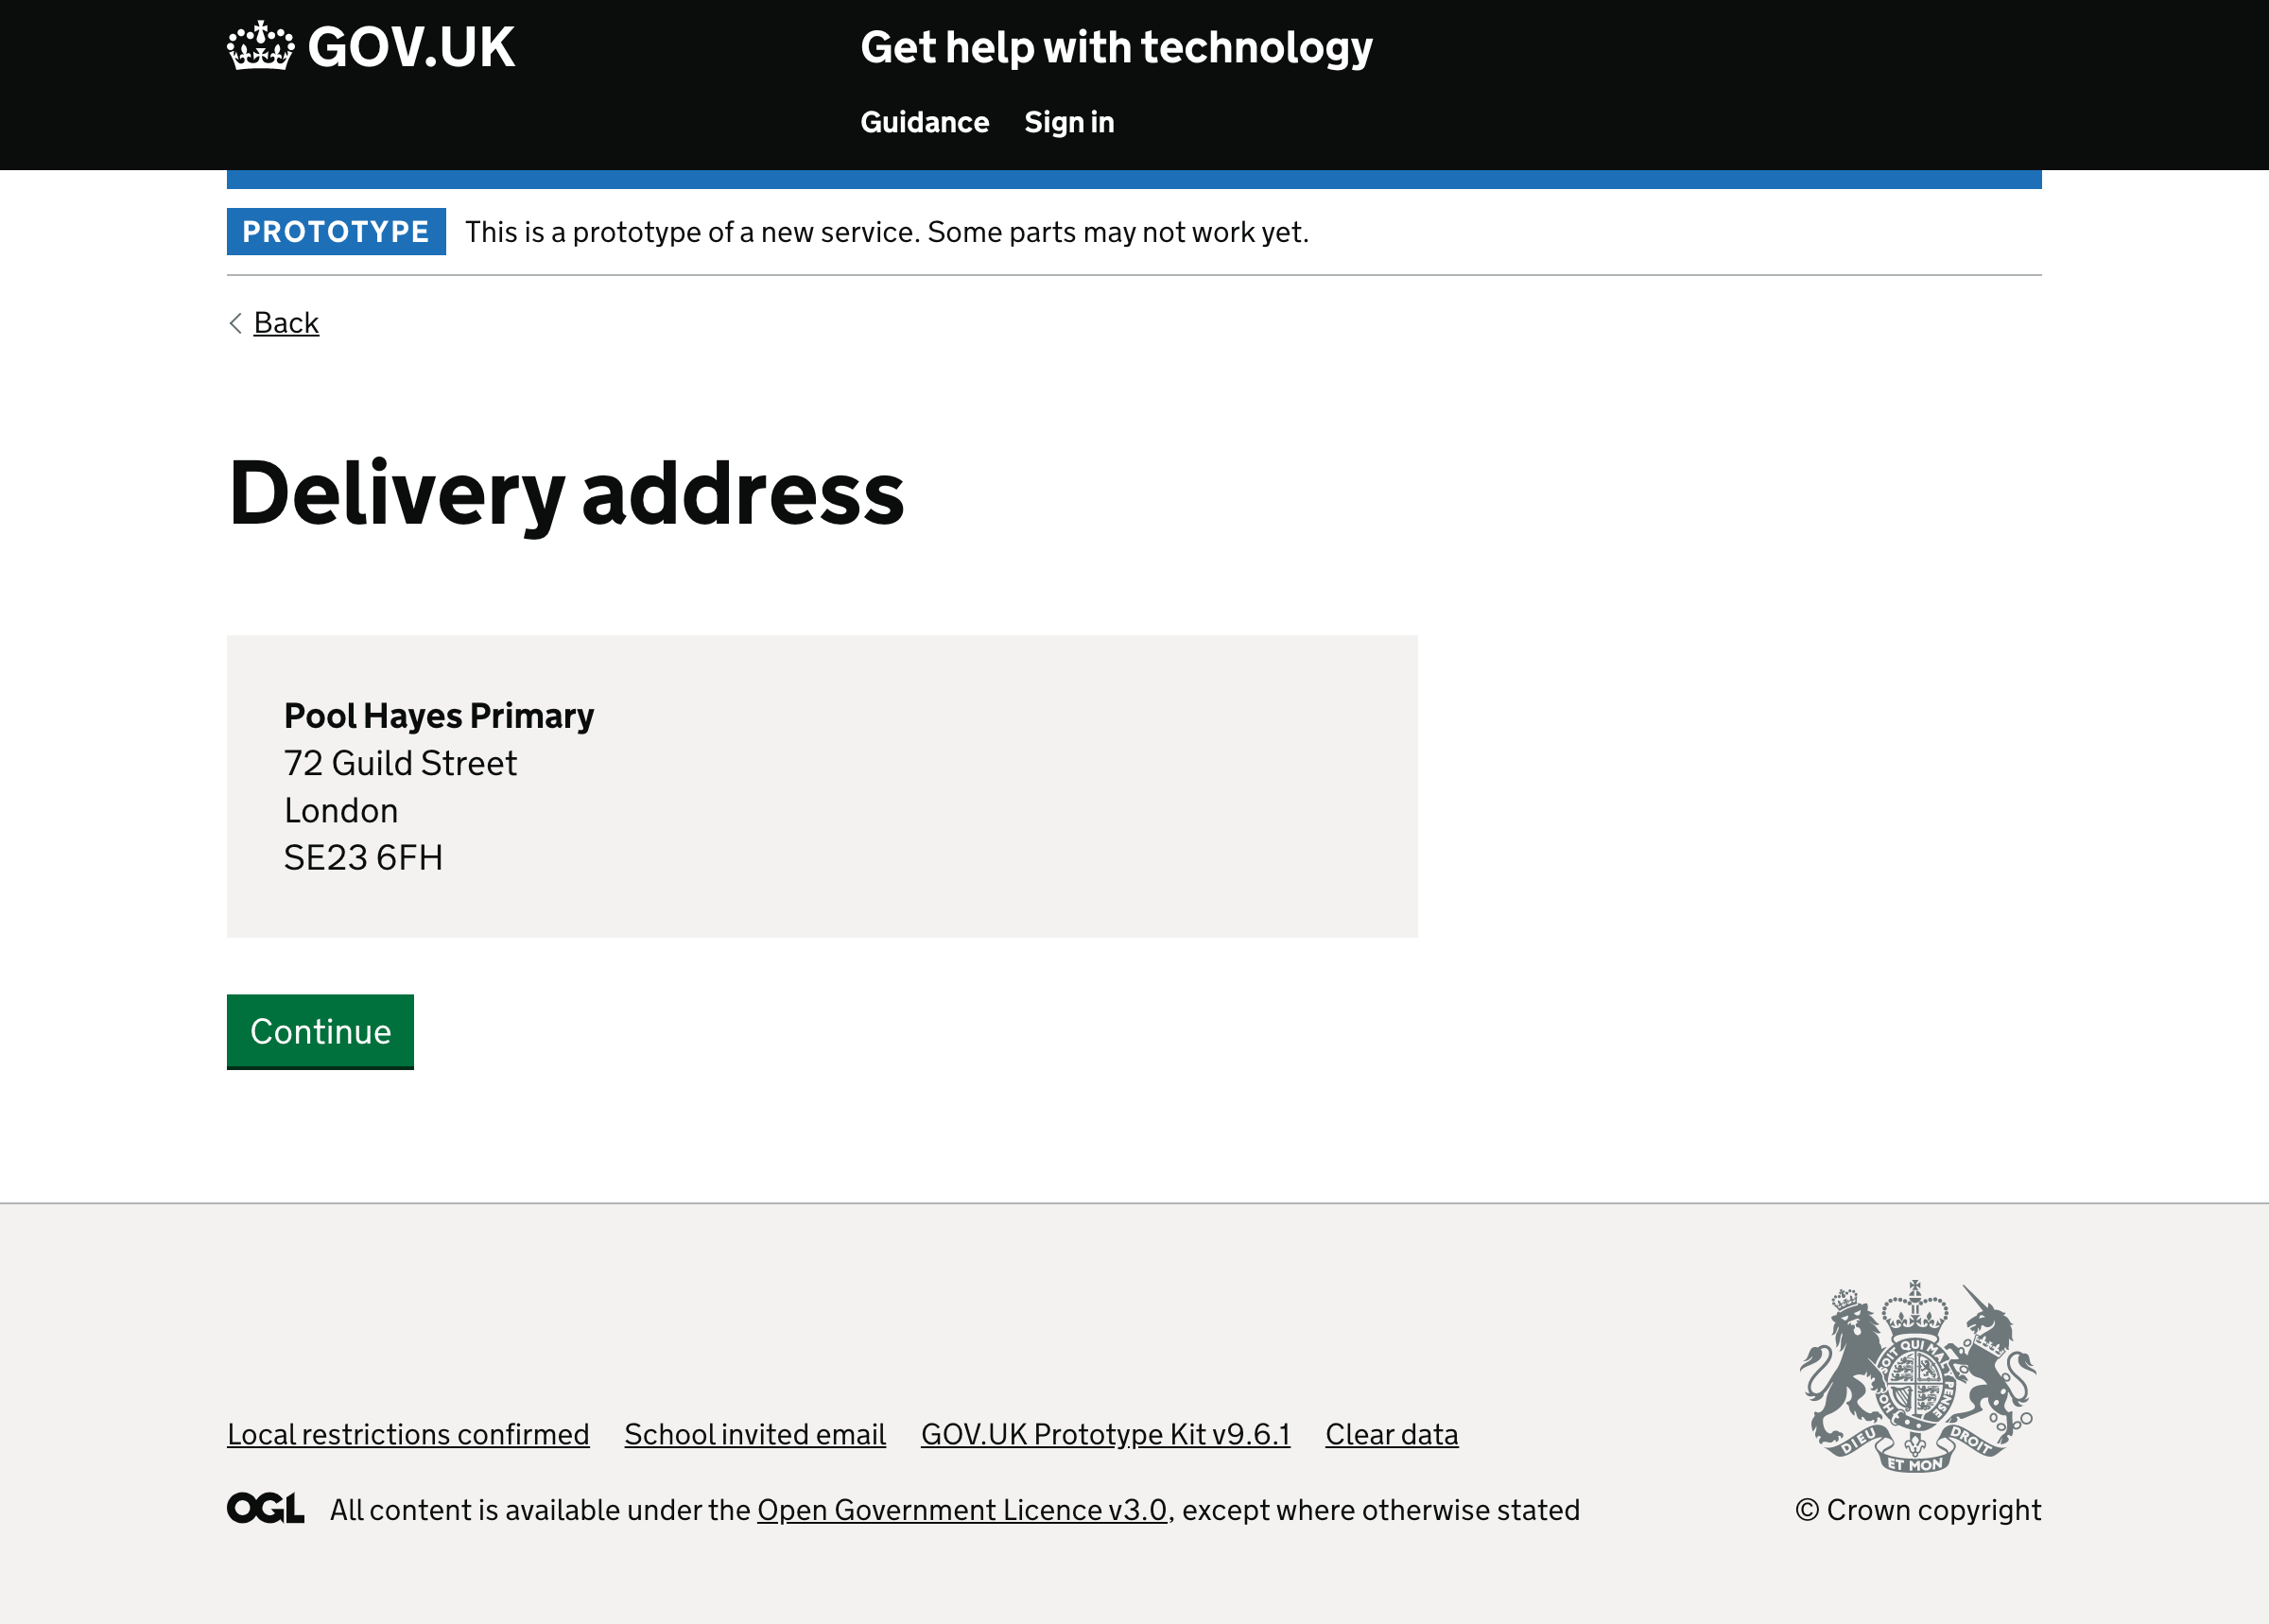 GOV.UK
Get help with technology
Guidance Sign in
PROTOTYPE This is a prototype of a new service. Some parts may not work yet.
Back
Delivery address
Pool Hayes Primary
72 Guild Street
London
SE23 6FH
Continue
Local restrictions confirmed School invited email GOV.UK Prototype Kit v9.6.1 Clear data
OGL All content is available under the Open Government Licence v3.0, except where otherwise stated
SOIT QUI MAL Y PENSE
DIEU ET MON DROIT
© Crown copyright